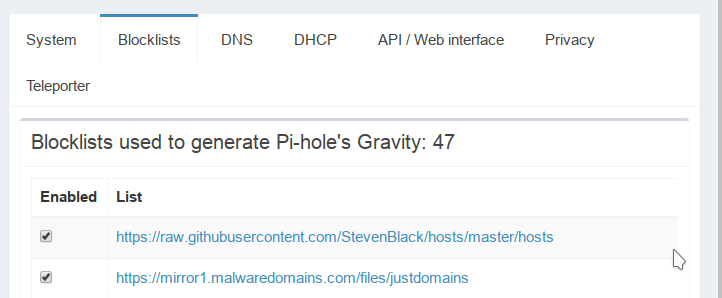 System Blocklists DNS DHCP API / Web interface Privacy
Teleporter
Blocklists used to generate Pi-hole's Gravity: 47
Enabled List
https://raw.githubusercontent.com/StevenBlack/hosts/master/hosts
https://mirror1.malwaredomains.com/files/justdomains